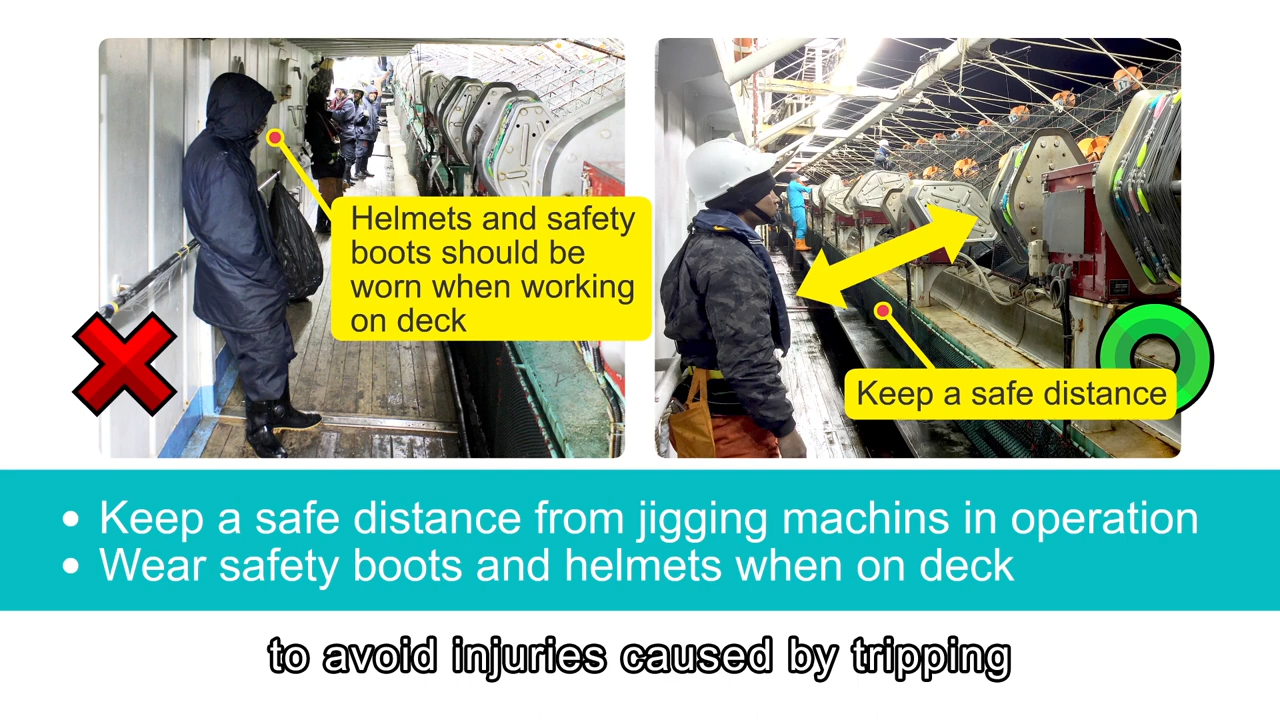 Helmets and safety
boots should be
worn when working
on deck
Keep a safe distance
• Keep a safe distance from jigging machins in operation
• Wear safety boots and helmets when on deck
to avoid injuries caused by tripping